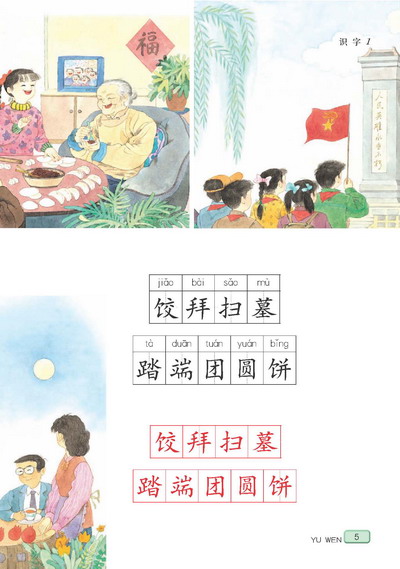 福
识字1
人民英雄永垂不朽
jiǎo bài sǎo mù
饺拜扫墓
tà duān tuán yuán bǐng
踏端团圆饼
饺拜扫墓
踏端团圆饼
YU WEN 5